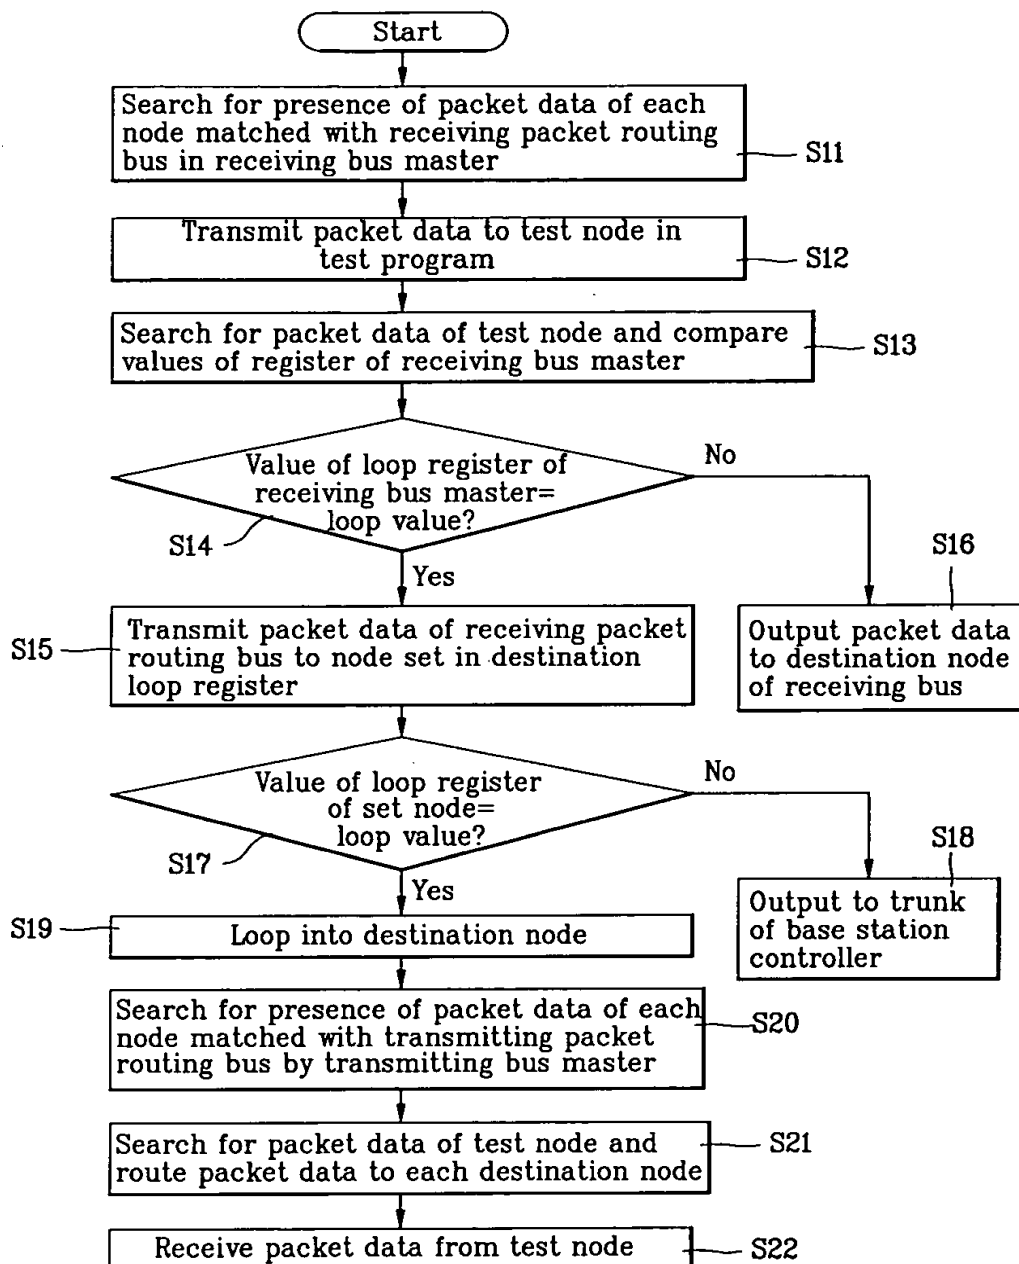 Start
Search for presence of packet data of each
node matched with receiving packet routing
bus in receiving bus master
S11
Transmit packet data to test node in
test program
S12
Search for packet data of test node and compare
values of register of receiving bus master
S13
Value of loop register of
receiving bus master=
loop value?
S14
No
Yes
S16
Output packet data
to destination node
of receiving bus
S15
Transmit packet data of receiving packet
routing bus to node set in destination
loop register
Value of loop register
of set node=
loop value?
S17
No
Yes
S18
Output to trunk
of base station
controller
S19
Loop into destination node
Search for presence of packet data of each
node matched with transmitting packet
routing bus by transmitting bus master
S20
Search for packet data of test node and
route packet data to each destination node
S21
Receive packet data from test node
S22